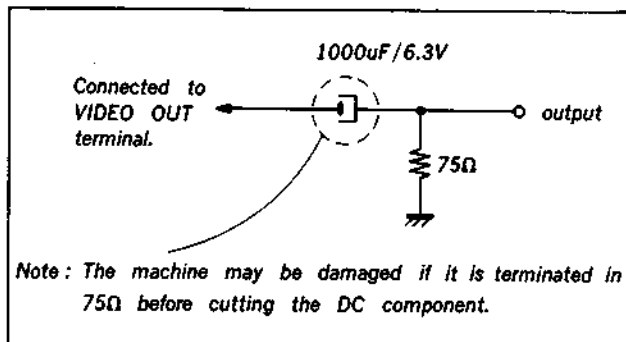 1000uF/6.3V
Connected to
VIDEO OUT
terminal.
output
75Ω
Note : The machine may be damaged if it is terminated in
75Ω before cutting the DC component.